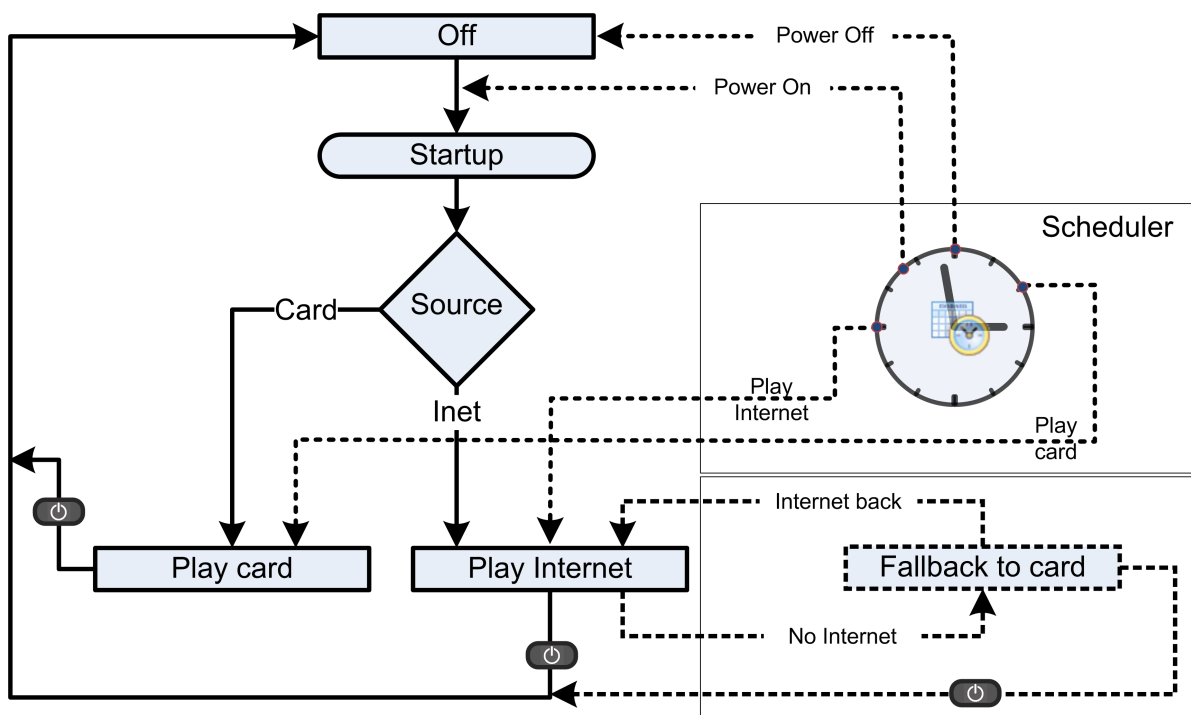 Off
Power Off
Power On
Startup
Scheduler
Source
Card
Play
Internet
Inet
Play
card
Internet back
Play card
Play Internet
Fallback to card
No Internet